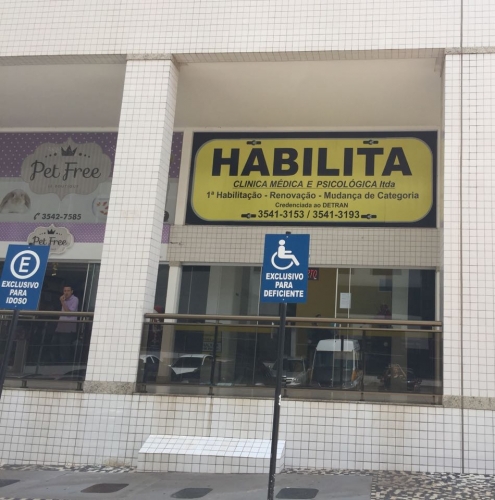 HABILITA
CLINICA MÉDICA E PSICOLÓGICA ltda
1ª Habilitação - Renovação - Mudança de Categoria
Credenciada ao DETRAN
3541-3153 / 3541-3193
Pet Free
3542-7585
Pet Free
E
EXCLUSIVO
PARA
IDOSO
EXCLUSIVO
PARA
DEFICIENTE